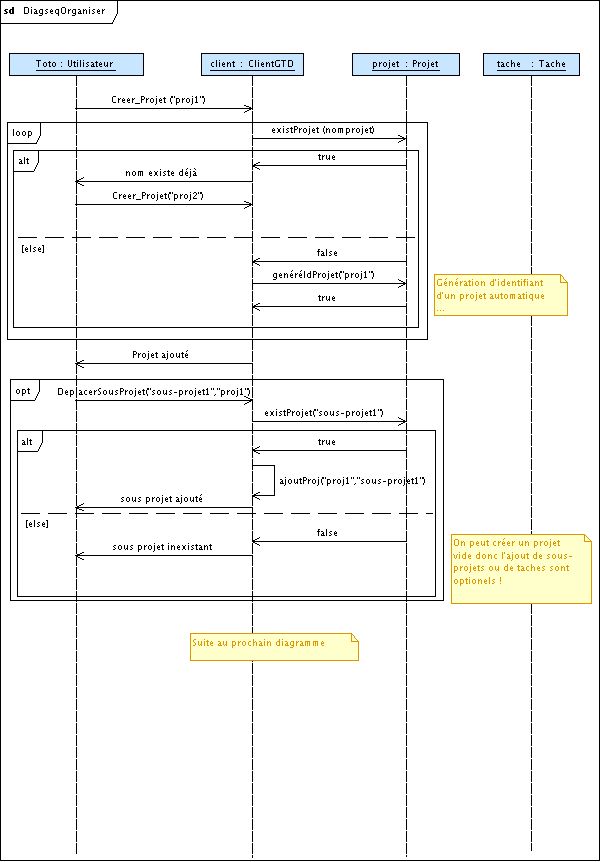 sd DiagseqOrganiser
Toto : Utilisateur
client : ClientGTD
projet : Projet
tache : Tache
Creer_Projet ("proj1")
loop
existProjet (nomprojet)
alt
true
nom existe déjà
Creer_Projet("proj2")
[else]
false
généréIdProjet("proj1")
Génération d'identifiant
d'un projet automatique
...
true
Projet ajouté
opt
DeplacerSousProjet("sous-projet1","proj1")
existProjet("sous-projet1")
alt
true
ajoutProj("proj1","sous-projet1")
sous projet ajouté
[else]
false
sous projet inexistant
On peut créer un projet
vide donc l'ajout de sous-
projets ou de taches sont
optionels !
Suite au prochain diagramme